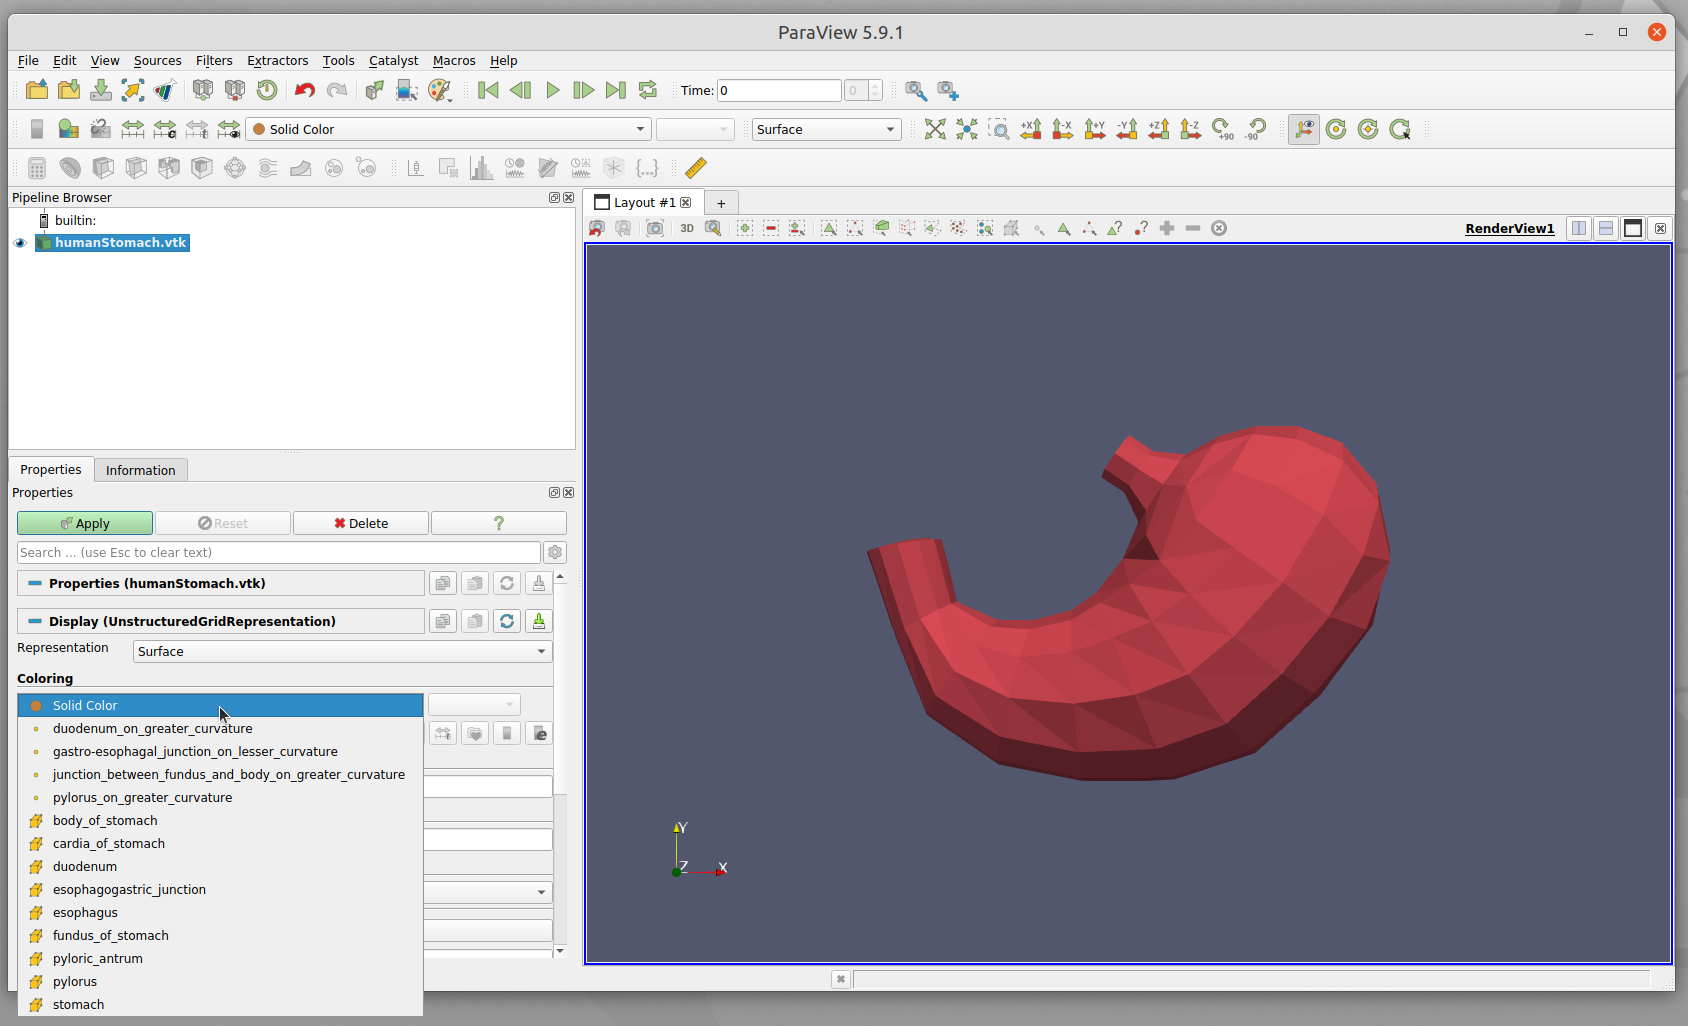 ParaView 5.9.1
File Edit View Sources Filters Extractors Tools Catalyst Macros Help
Time: 0 0
Solid Color Surface +X -X +Y -Y +Z -Z +90 -90
Pipeline Browser
builtin:
humanStomach.vtk
Layout #1 +
3D RenderView1
Properties Information
Properties
Apply Reset Delete ?
Search ... (use Esc to clear text)
Properties (humanStomach.vtk)
Display (UnstructuredGridRepresentation)
Representation Surface
Coloring
Solid Color
duodenum_on_greater_curvature
gastro-esophagal_junction_on_lesser_curvature
junction_between_fundus_and_body_on_greater_curvature
pylorus_on_greater_curvature
body_of_stomach
cardia_of_stomach
duodenum
esophagogastric_junction
esophagus
fundus_of_stomach
pyloric_antrum
pylorus
stomach
Y
Z X